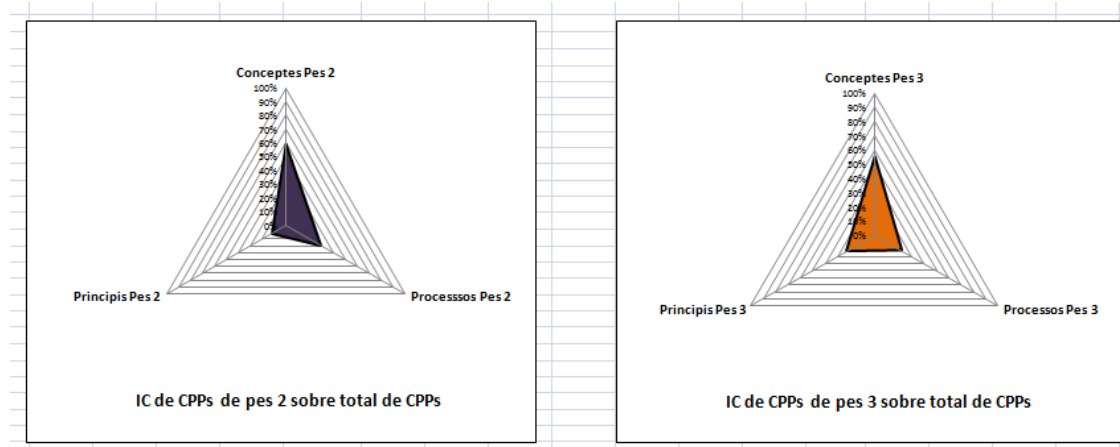 Conceptes Pes 2
100%
90%
80%
70%
60%
50%
40%
30%
20%
10%
0%
Principis Pes 2
Processsos Pes 2
IC de CPPs de pes 2 sobre total de CPPs
Conceptes Pes 3
100%
90%
80%
70%
60%
50%
40%
30%
20%
10%
0%
Principis Pes 3
Processos Pes 3
IC de CPPs de pes 3 sobre total de CPPs